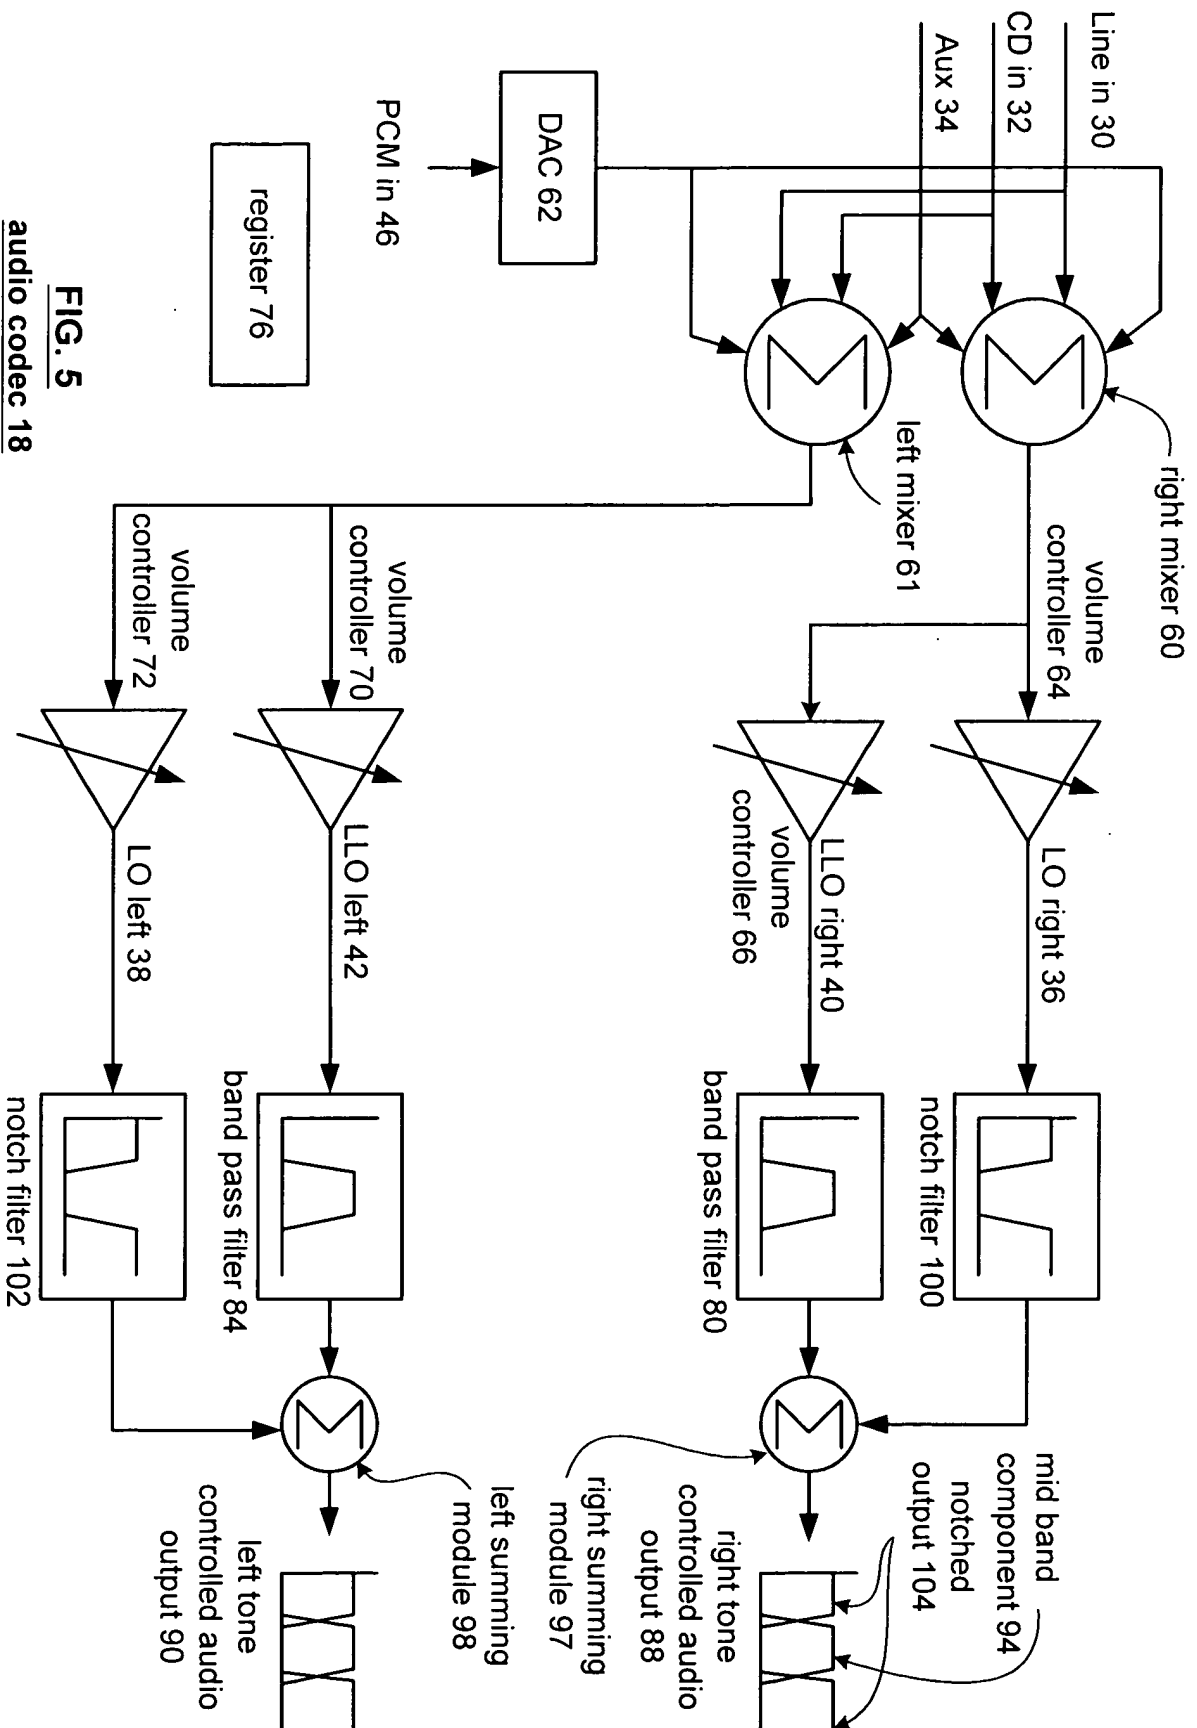 Line in 30
CD in 32
Aux 34
DAC 62
PCM in 46
register 76
right mixer 60
left mixer 61
volume
controller 64
LO right 36
notch filter 100
LLO right 40
volume
controller 66
band pass filter 80
mid band
component 94
notched
output 104
right tone
controlled audio
output 88
right summing
module 97
volume
controller 70
LLO left 42
band pass filter 84
left summing
module 98
volume
controller 72
LO left 38
notch filter 102
left tone
controlled audio
output 90
FIG. 5
audio codec 18